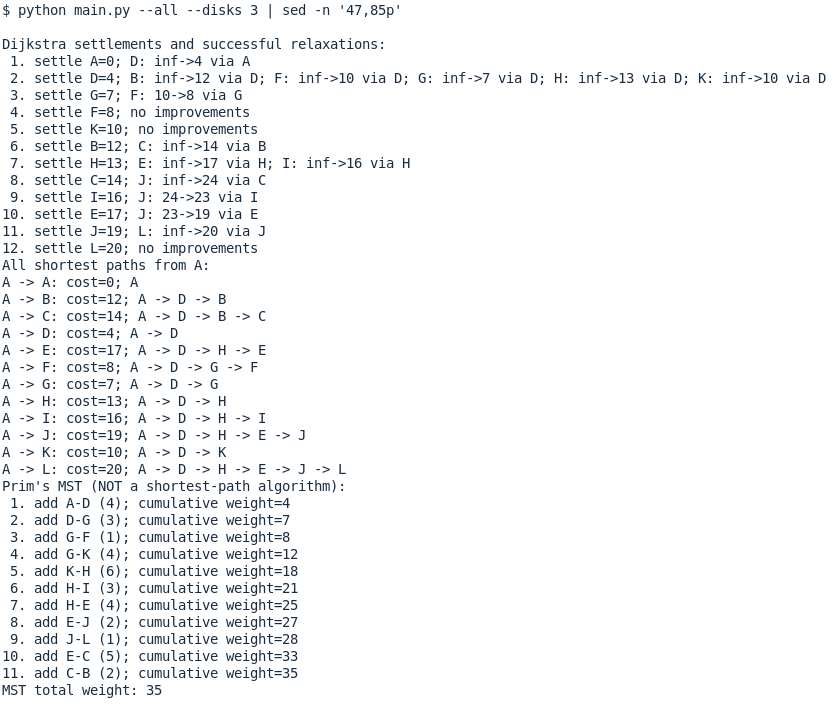 $ python main.py --all --disks 3 | sed -n '47,85p'

Dijkstra settlements and successful relaxations:
 1. settle A=0; D: inf->4 via A
 2. settle D=4; B: inf->12 via D; F: inf->10 via D; G: inf->7 via D; H: inf->13 via D; K: inf->10 via D
 3. settle G=7; F: 10->8 via G
 4. settle F=8; no improvements
 5. settle K=10; no improvements
 6. settle B=12; C: inf->14 via B
 7. settle H=13; E: inf->17 via H; I: inf->16 via H
 8. settle C=14; J: inf->24 via C
 9. settle I=16; J: 24->23 via I
10. settle E=17; J: 23->19 via E
11. settle J=19; L: inf->20 via J
12. settle L=20; no improvements
All shortest paths from A:
A -> A: cost=0; A
A -> B: cost=12; A -> D -> B
A -> C: cost=14; A -> D -> B -> C
A -> D: cost=4; A -> D
A -> E: cost=17; A -> D -> H -> E
A -> F: cost=8; A -> D -> G -> F
A -> G: cost=7; A -> D -> G
A -> H: cost=13; A -> D -> H
A -> I: cost=16; A -> D -> H -> I
A -> J: cost=19; A -> D -> H -> E -> J
A -> K: cost=10; A -> D -> K
A -> L: cost=20; A -> D -> H -> E -> J -> L
Prim's MST (NOT a shortest-path algorithm):
 1. add A-D (4); cumulative weight=4
 2. add D-G (3); cumulative weight=7
 3. add G-F (1); cumulative weight=8
 4. add G-K (4); cumulative weight=12
 5. add K-H (6); cumulative weight=18
 6. add H-I (3); cumulative weight=21
 7. add H-E (4); cumulative weight=25
 8. add E-J (2); cumulative weight=27
 9. add J-L (1); cumulative weight=28
10. add E-C (5); cumulative weight=33
11. add C-B (2); cumulative weight=35
MST total weight: 35